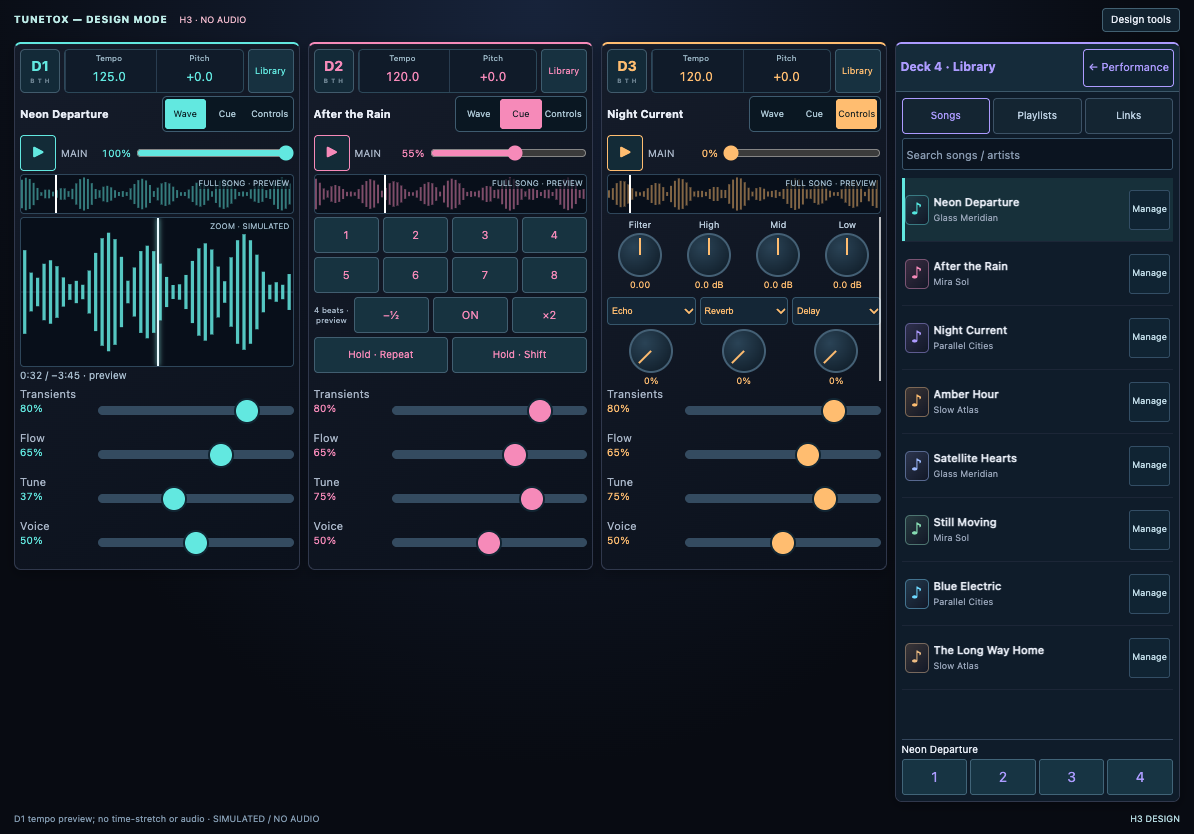 TUNETOX — DESIGN MODE H3 · NO AUDIO
Design tools
D1
B T H
Tempo
125.0
Pitch
+0.0
Library
Neon Departure
Wave Cue Controls
MAIN 100%
FULL SONG · PREVIEW
ZOOM · SIMULATED
0:32 / −3:45 · preview
Transients
80%
Flow
65%
Tune
37%
Voice
50%
D2
B T H
Tempo
120.0
Pitch
+0.0
Library
After the Rain
Wave Cue Controls
MAIN 55%
FULL SONG · PREVIEW
1 2 3 4
5 6 7 8
4 beats ·
preview
−½ ON ×2
Hold · Repeat Hold · Shift
Transients
80%
Flow
65%
Tune
75%
Voice
50%
D3
B T H
Tempo
120.0
Pitch
+0.0
Library
Night Current
Wave Cue Controls
MAIN 0%
FULL SONG · PREVIEW
Filter High Mid Low
0.00 0.0 dB 0.0 dB 0.0 dB
Echo Reverb Delay
0% 0% 0%
Transients
80%
Flow
65%
Tune
75%
Voice
50%
Deck 4 · Library
← Performance
Songs Playlists Links
Search songs / artists
Neon Departure
Glass Meridian
Manage
After the Rain
Mira Sol
Manage
Night Current
Parallel Cities
Manage
Amber Hour
Slow Atlas
Manage
Satellite Hearts
Glass Meridian
Manage
Still Moving
Mira Sol
Manage
Blue Electric
Parallel Cities
Manage
The Long Way Home
Slow Atlas
Manage
Neon Departure
1 2 3 4
D1 tempo preview; no time-stretch or audio · SIMULATED / NO AUDIO
H3 DESIGN